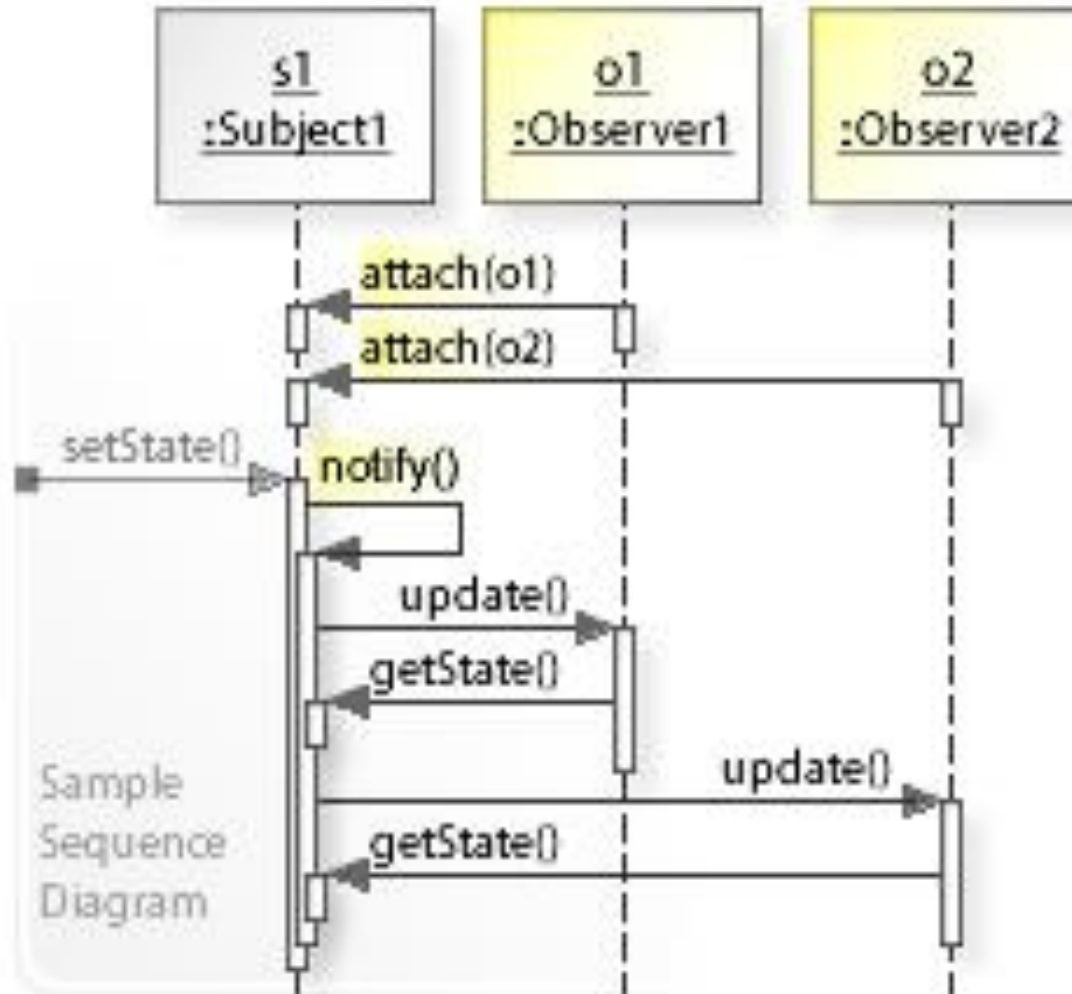 s1
:Subject1
o1
:Observer1
o2
:Observer2
attach(o1)
attach(o2)
setState()
notify()
update()
getState()
update()
getState()
Sample
Sequence
Diagram